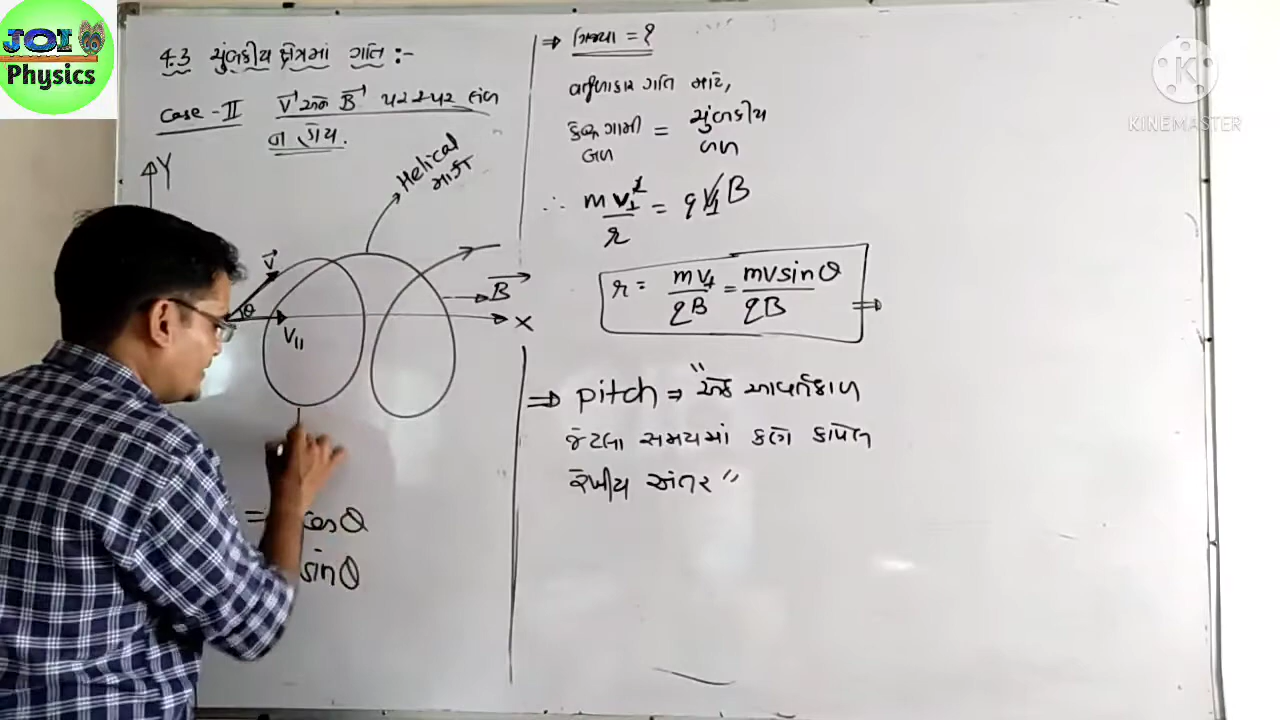 JOI
Physics
KINEMASTER
4.3 ચુંબકીય ક્ષેત્રમાં ગતિ :-
Case - II V અને B પરસ્પર લંબ
ન હોય.
Y
Helical
માર્ગ
V
θ
V||
B
X
= cosθ
sinθ
⇒ ત્રિજ્યા = ?
વર્તુળાકાર ગતિ માટે,
કેન્દ્રગામી = ચુંબકીય
બળ બળ
∴ mv⊥²/r = qv⊥B
r = mv⊥/qB = mvsinθ/qB ⇒
⇒ pitch ⇒ "એક આવર્તકાળ
જેટલા સમયમાં કણે કાપેલ
રેખીય અંતર"